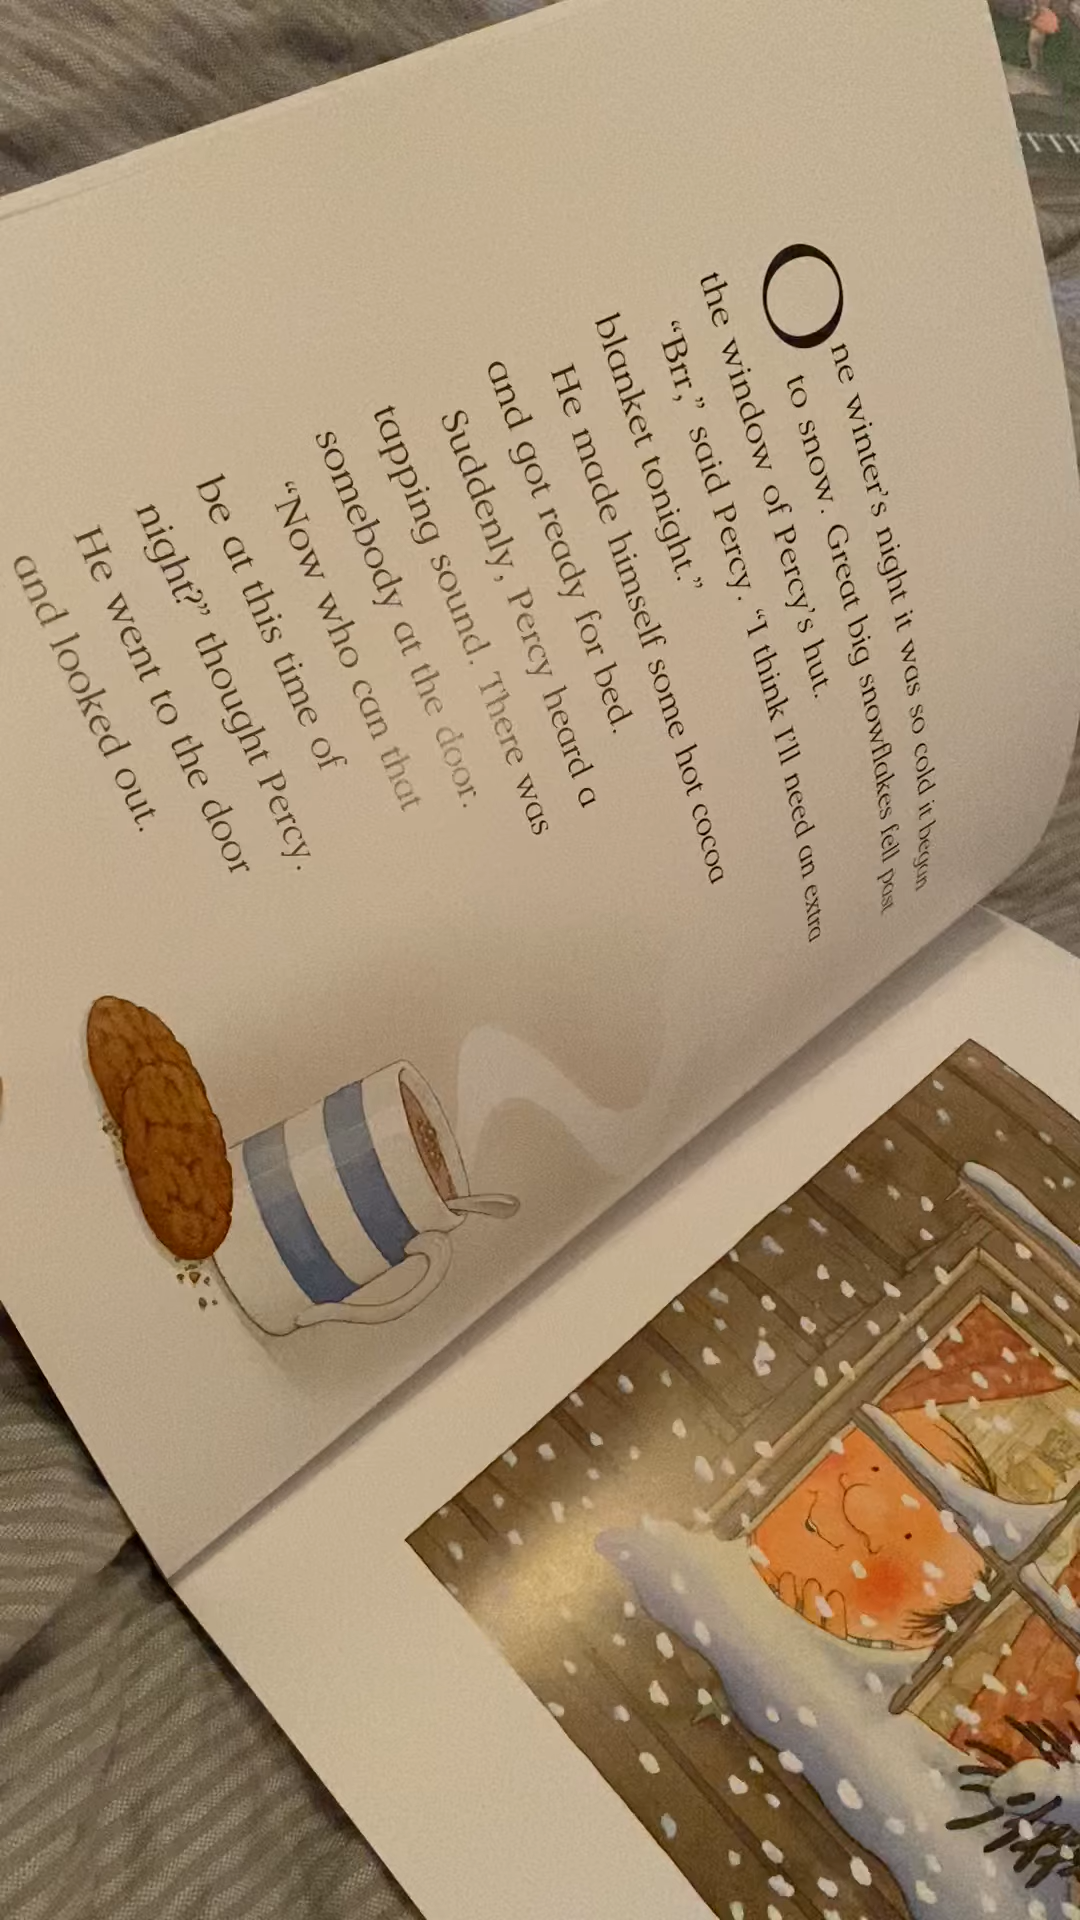 One winter's night it was so cold it began
to snow. Great big snowflakes fell past
the window of Percy's hut.
“Brr,” said Percy. “I think I'll need an extra
blanket tonight.”
He made himself some hot cocoa
and got ready for bed.
Suddenly, Percy heard a
tapping sound. There was
somebody at the door.
“Now who can that
be at this time of
night?” thought Percy.
He went to the door
and looked out.